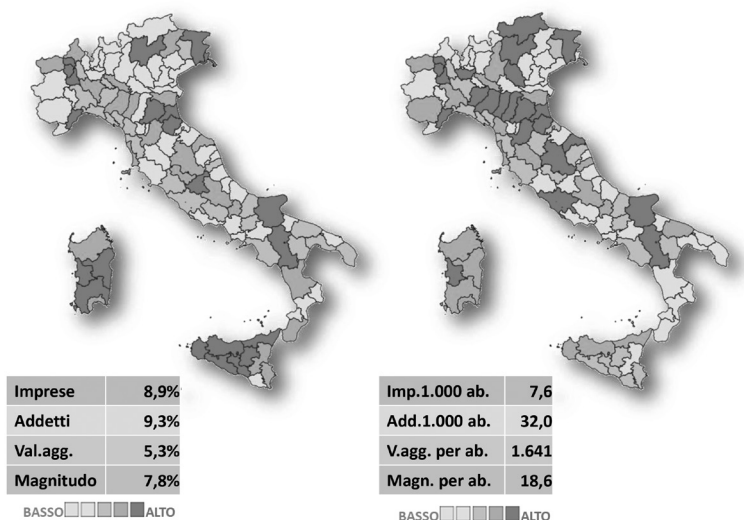 Imprese 8,9%
Addetti 9,3%
Val.agg. 5,3%
Magnitudo 7,8%
BASSO ALTO
Imp.1.000 ab. 7,6
Add.1.000 ab. 32,0
V.agg. per ab. 1.641
Magn. per ab. 18,6
BASSO ALTO